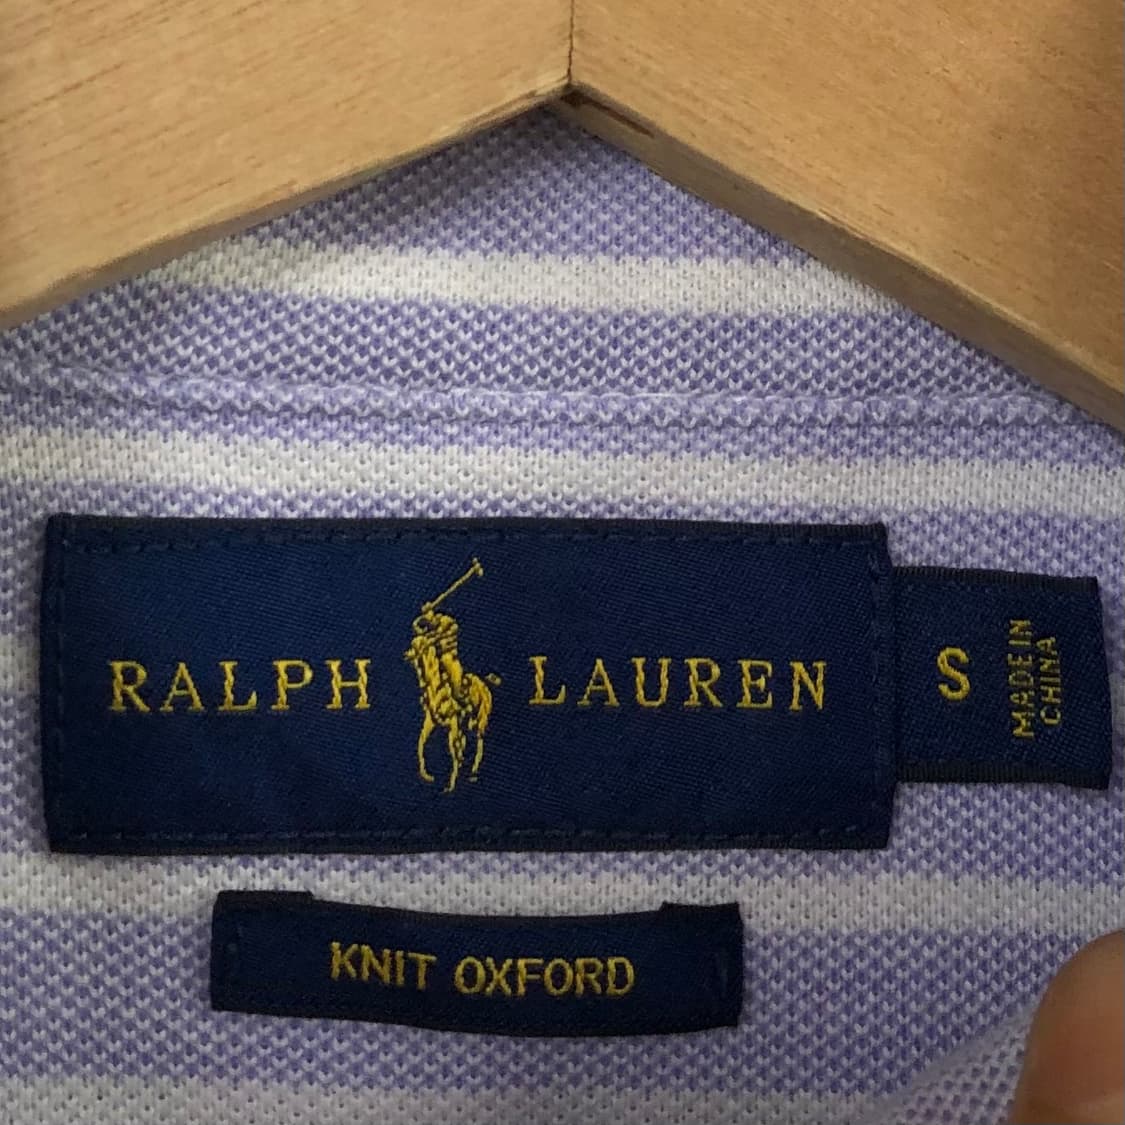 RALPH LAUREN
S
MADE IN
CHINA
KNIT OXFORD